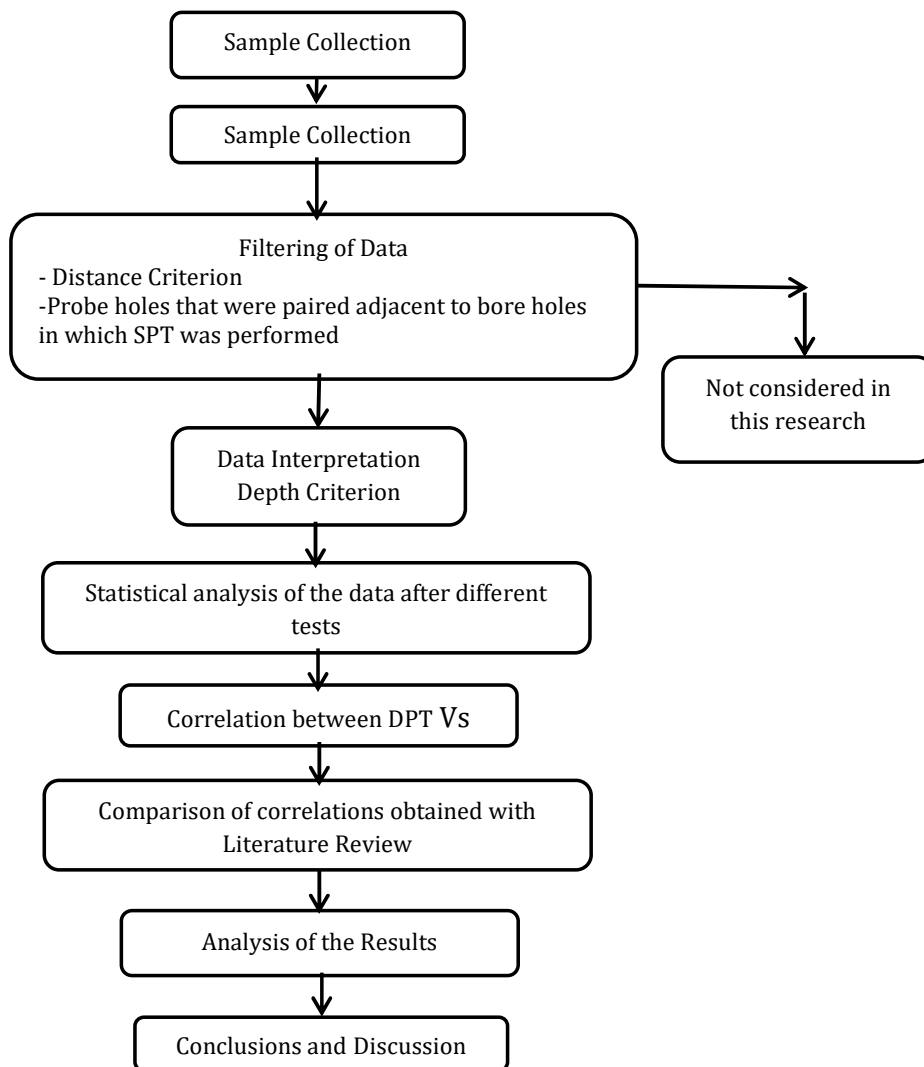 Sample Collection
Sample Collection
Filtering of Data
- Distance Criterion
-Probe holes that were paired adjacent to bore holes
in which SPT was performed
Not considered in
this research
Data Interpretation
Depth Criterion
Statistical analysis of the data after different
tests
Correlation between DPT Vs
Comparison of correlations obtained with
Literature Review
Analysis of the Results
Conclusions and Discussion